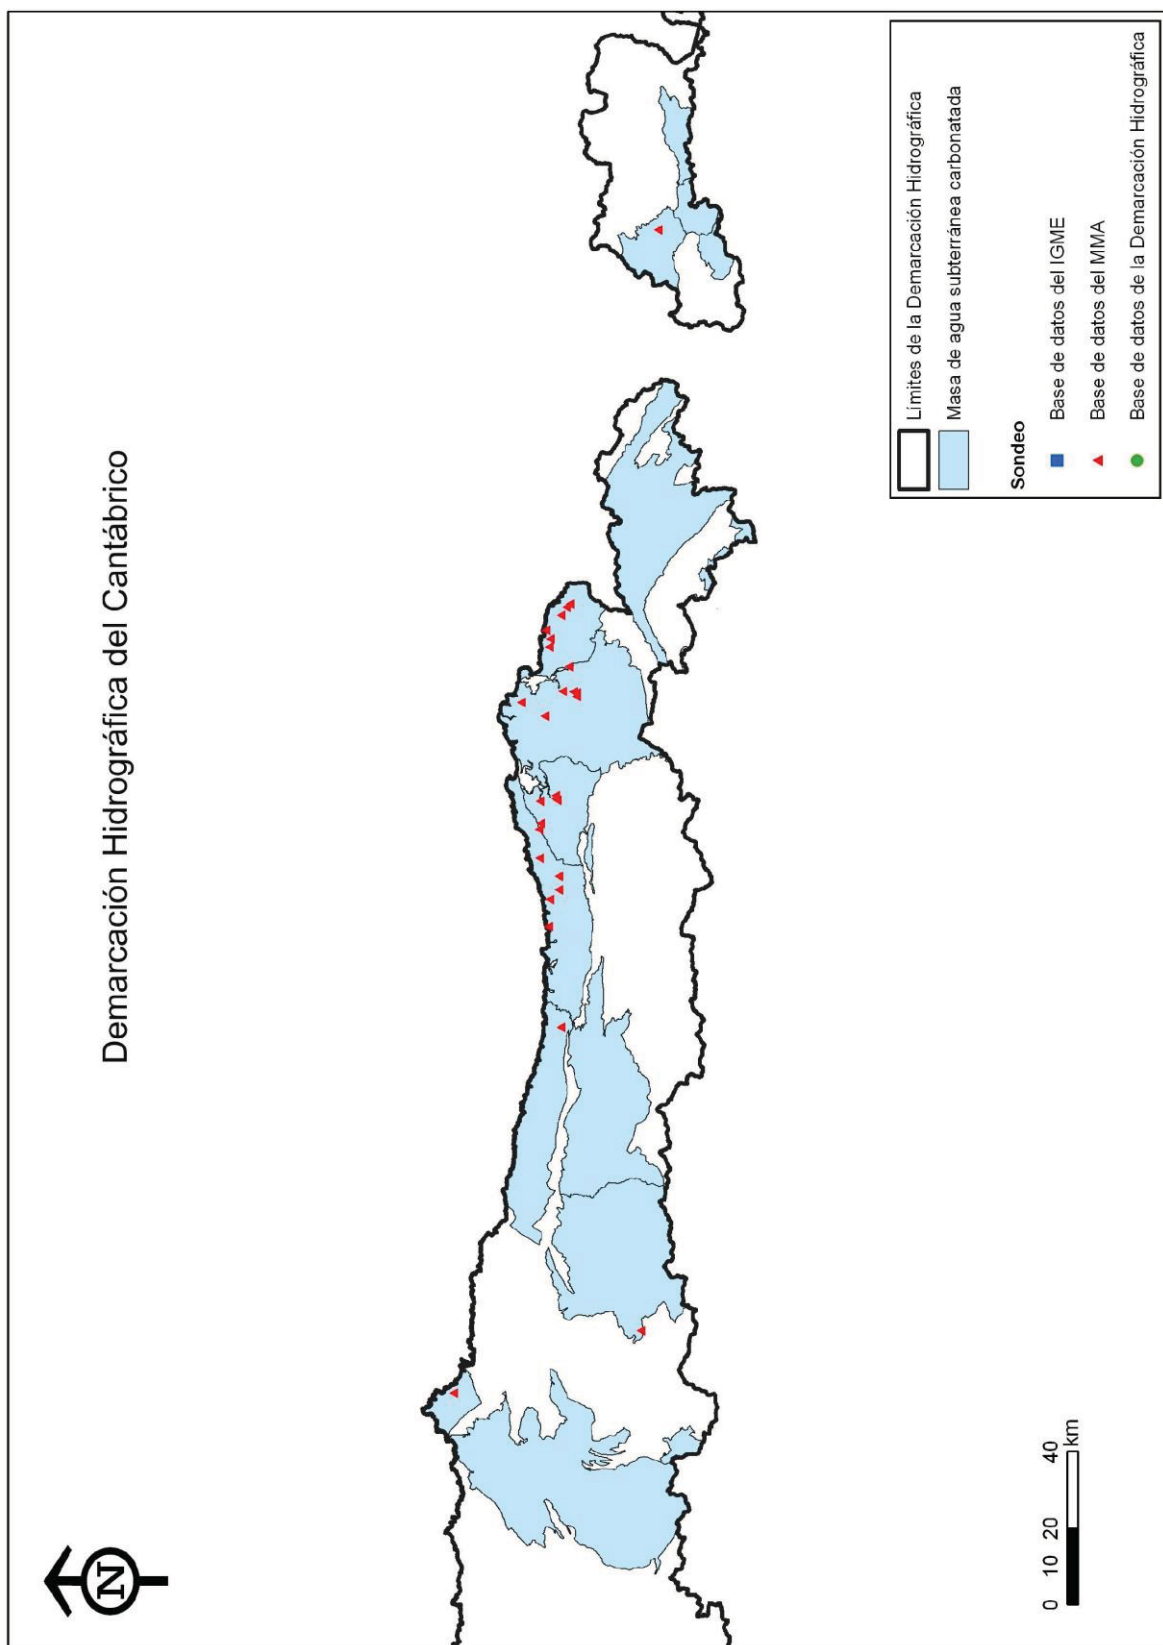 Demarcación Hidrográfica del Cantábrico
N
Límites de la Demarcación Hidrográfica
Masa de agua subterránea carbonatada
Sondeo
Base de datos del IGME
Base de datos del MMA
Base de datos de la Demarcación Hidrográfica
0 10 20 40
km